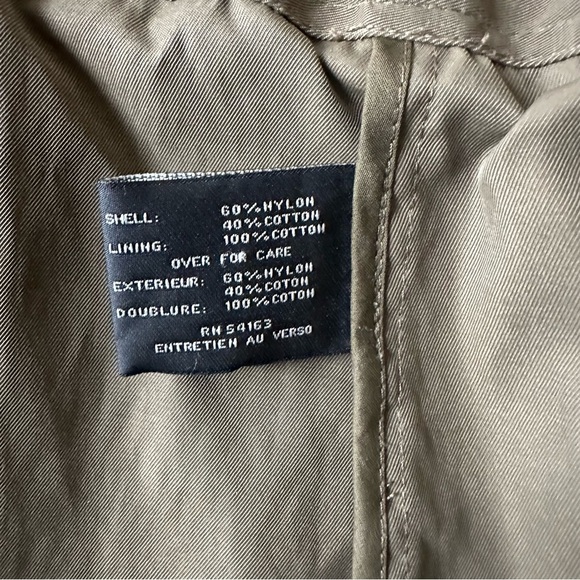 SHELL: 60% NYLON
40% COTTON
LINING: 100% COTTON
OVER FOR CARE
EXTERIEUR: 60% NYLON
40% COTON
DOUBLURE: 100% COTON
RN 54163
ENTRETIEN AU VERSO